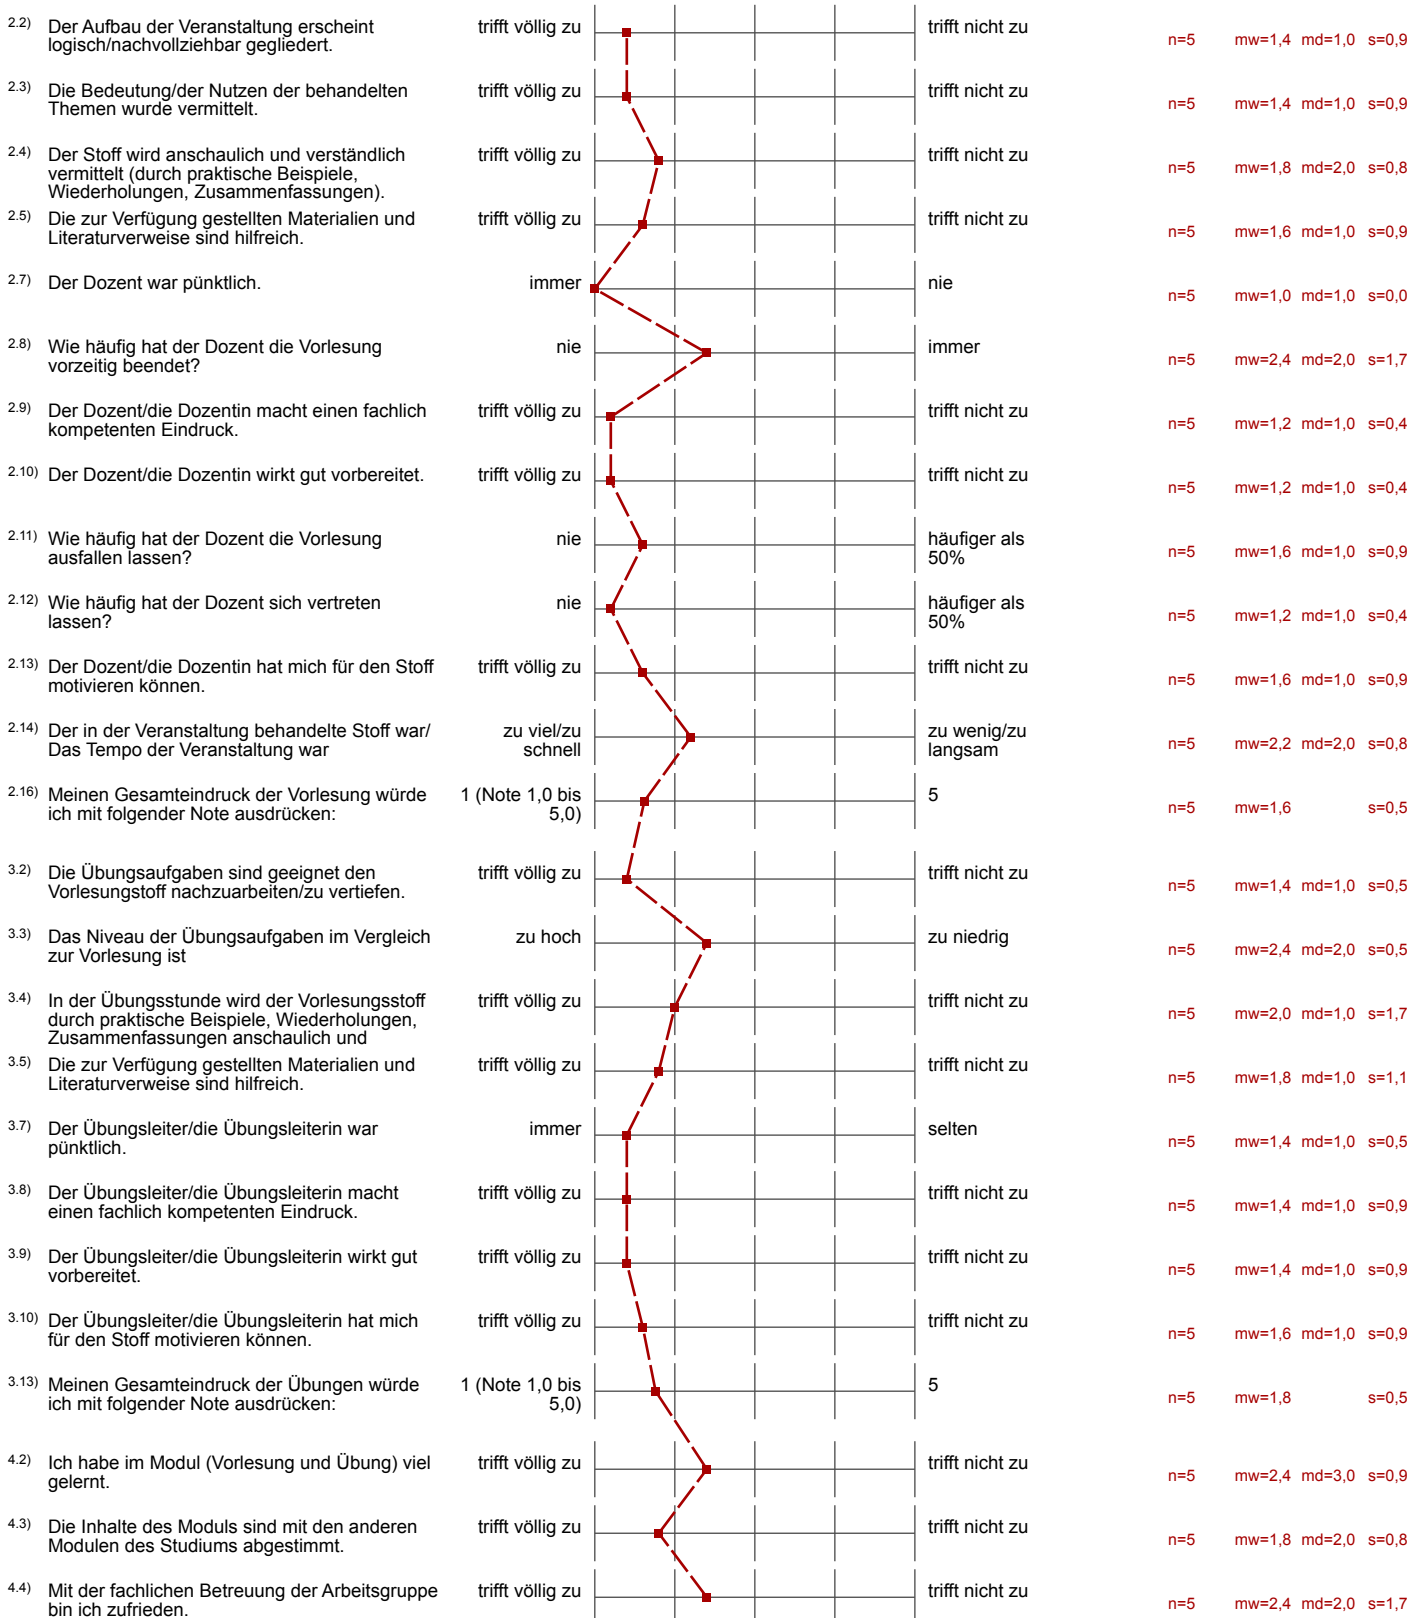 2.2) Der Aufbau der Veranstaltung erscheint logisch/nachvollziehbar gegliedert. trifft völlig zu trifft nicht zu n=5 mw=1,4 md=1,0 s=0,9
2.3) Die Bedeutung/der Nutzen der behandelten Themen wurde vermittelt. trifft völlig zu trifft nicht zu n=5 mw=1,4 md=1,0 s=0,9
2.4) Der Stoff wird anschaulich und verständlich vermittelt (durch praktische Beispiele, Wiederholungen, Zusammenfassungen). trifft völlig zu trifft nicht zu n=5 mw=1,8 md=2,0 s=0,8
2.5) Die zur Verfügung gestellten Materialien und Literaturverweise sind hilfreich. trifft völlig zu trifft nicht zu n=5 mw=1,6 md=1,0 s=0,9
2.7) Der Dozent war pünktlich. immer nie n=5 mw=1,0 md=1,0 s=0,0
2.8) Wie häufig hat der Dozent die Vorlesung vorzeitig beendet? nie immer n=5 mw=2,4 md=2,0 s=1,7
2.9) Der Dozent/die Dozentin macht einen fachlich kompetenten Eindruck. trifft völlig zu trifft nicht zu n=5 mw=1,2 md=1,0 s=0,4
2.10) Der Dozent/die Dozentin wirkt gut vorbereitet. trifft völlig zu trifft nicht zu n=5 mw=1,2 md=1,0 s=0,4
2.11) Wie häufig hat der Dozent die Vorlesung ausfallen lassen? nie häufiger als 50% n=5 mw=1,6 md=1,0 s=0,9
2.12) Wie häufig hat der Dozent sich vertreten lassen? nie häufiger als 50% n=5 mw=1,2 md=1,0 s=0,4
2.13) Der Dozent/die Dozentin hat mich für den Stoff motivieren können. trifft völlig zu trifft nicht zu n=5 mw=1,6 md=1,0 s=0,9
2.14) Der in der Veranstaltung behandelte Stoff war/ Das Tempo der Veranstaltung war zu viel/zu schnell zu wenig/zu langsam n=5 mw=2,2 md=2,0 s=0,8
2.16) Meinen Gesamteindruck der Vorlesung würde ich mit folgender Note ausdrücken: 1 (Note 1,0 bis 5,0) 5 n=5 mw=1,6 s=0,5
3.2) Die Übungsaufgaben sind geeignet den Vorlesungstoff nachzuarbeiten/zu vertiefen. trifft völlig zu trifft nicht zu n=5 mw=1,4 md=1,0 s=0,5
3.3) Das Niveau der Übungsaufgaben im Vergleich zur Vorlesung ist zu hoch zu niedrig n=5 mw=2,4 md=2,0 s=0,5
3.4) In der Übungsstunde wird der Vorlesungsstoff durch praktische Beispiele, Wiederholungen, Zusammenfassungen anschaulich und trifft völlig zu trifft nicht zu n=5 mw=2,0 md=1,0 s=1,7
3.5) Die zur Verfügung gestellten Materialien und Literaturverweise sind hilfreich. trifft völlig zu trifft nicht zu n=5 mw=1,8 md=1,0 s=1,1
3.7) Der Übungsleiter/die Übungsleiterin war pünktlich. immer selten n=5 mw=1,4 md=1,0 s=0,5
3.8) Der Übungsleiter/die Übungsleiterin macht einen fachlich kompetenten Eindruck. trifft völlig zu trifft nicht zu n=5 mw=1,4 md=1,0 s=0,9
3.9) Der Übungsleiter/die Übungsleiterin wirkt gut vorbereitet. trifft völlig zu trifft nicht zu n=5 mw=1,4 md=1,0 s=0,9
3.10) Der Übungsleiter/die Übungsleiterin hat mich für den Stoff motivieren können. trifft völlig zu trifft nicht zu n=5 mw=1,6 md=1,0 s=0,9
3.13) Meinen Gesamteindruck der Übungen würde ich mit folgender Note ausdrücken: 1 (Note 1,0 bis 5,0) 5 n=5 mw=1,8 s=0,5
4.2) Ich habe im Modul (Vorlesung und Übung) viel gelernt. trifft völlig zu trifft nicht zu n=5 mw=2,4 md=3,0 s=0,9
4.3) Die Inhalte des Moduls sind mit den anderen Modulen des Studiums abgestimmt. trifft völlig zu trifft nicht zu n=5 mw=1,8 md=2,0 s=0,8
4.4) Mit der fachlichen Betreuung der Arbeitsgruppe bin ich zufrieden. trifft völlig zu trifft nicht zu n=5 mw=2,4 md=2,0 s=1,7